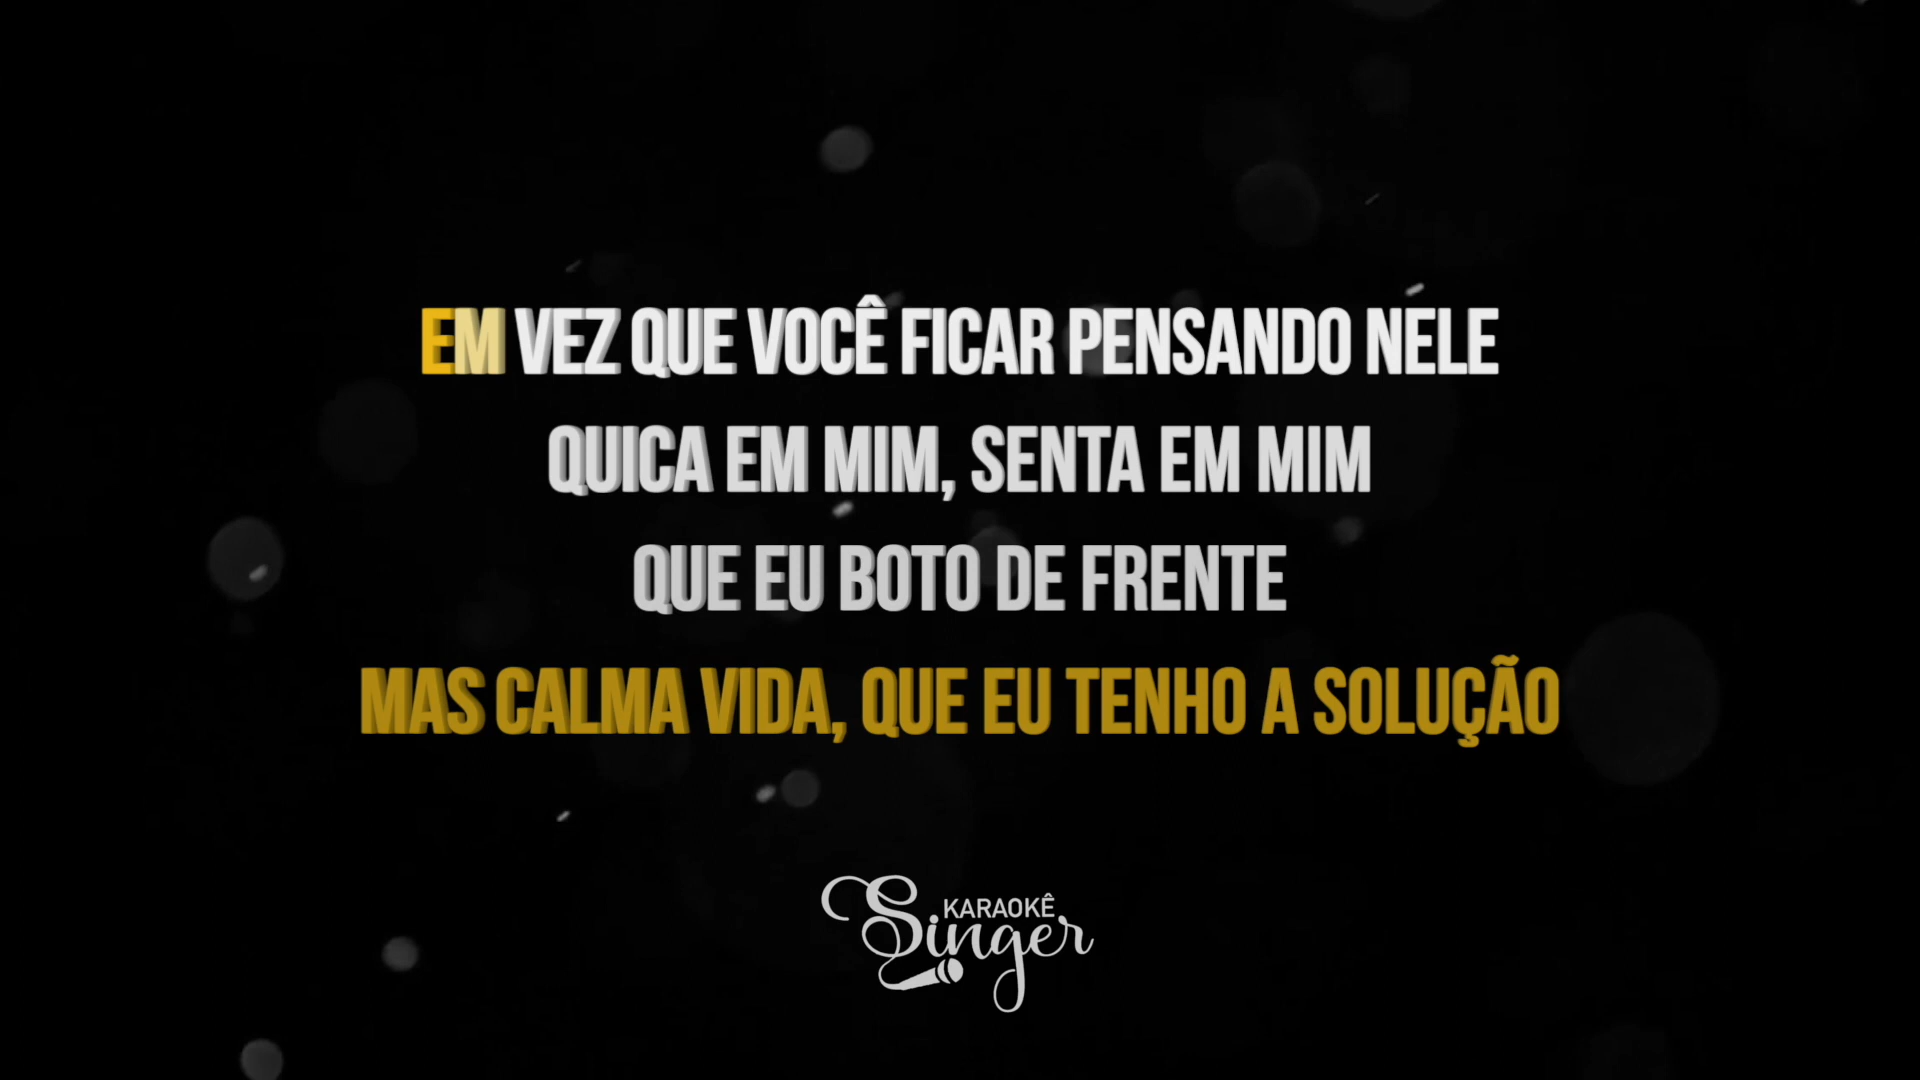 EM VEZ QUE VOCÊ FICAR PENSANDO NELE
QUICA EM MIM, SENTA EM MIM
QUE EU BOTO DE FRENTE
MAS CALMA VIDA, QUE EU TENHO A SOLUÇÃO
KARAOKÊ
Singer